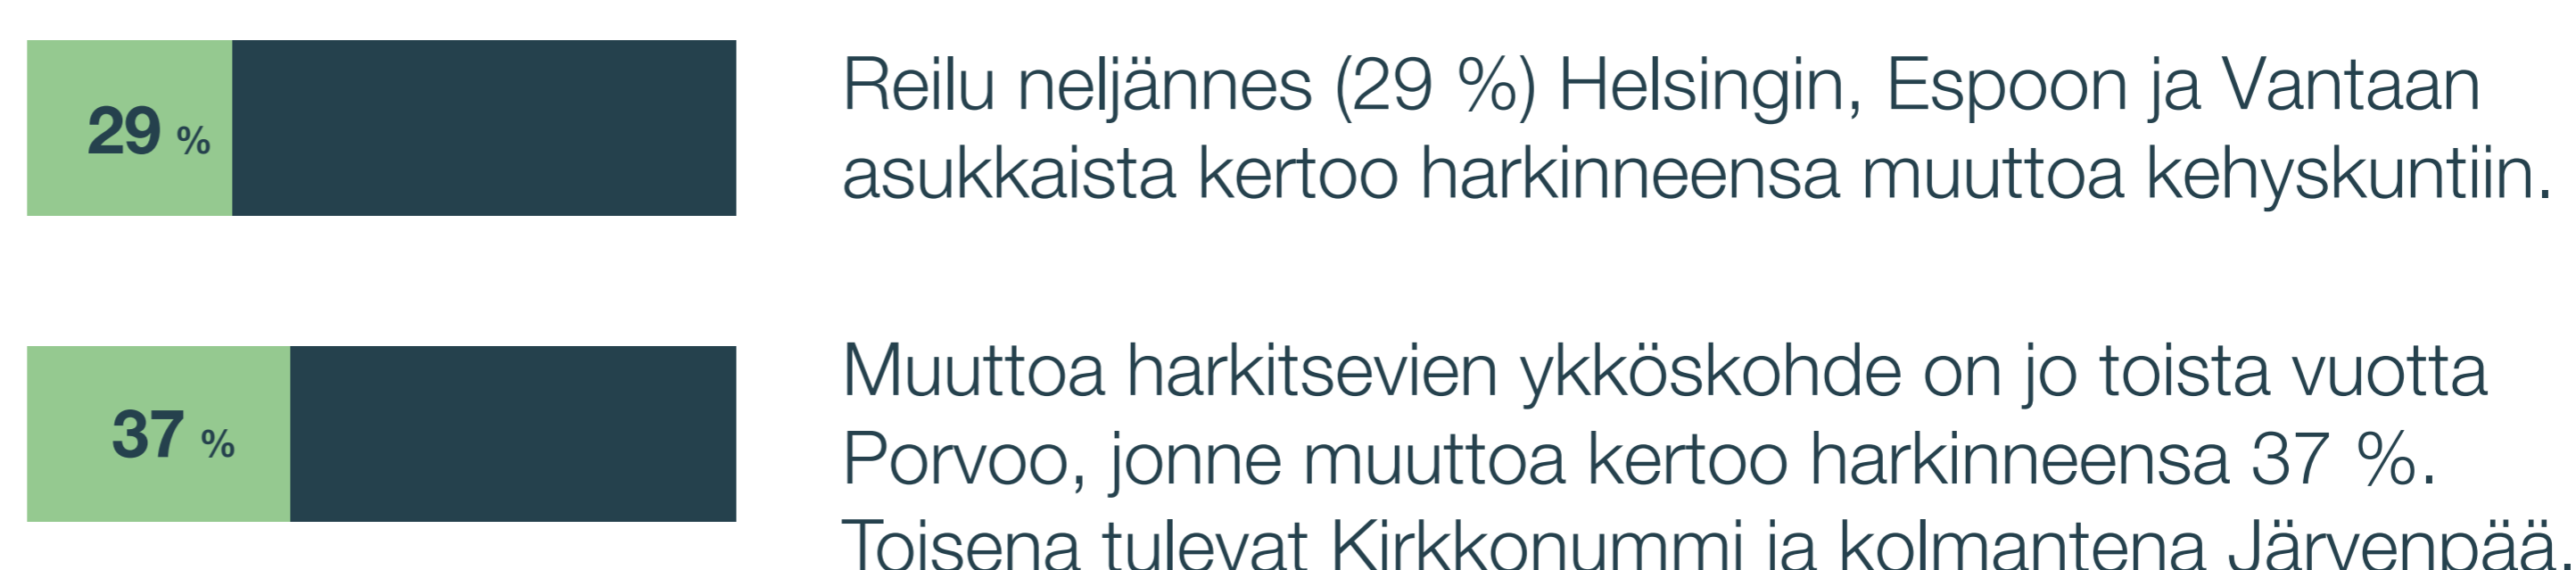 29 %
Reilu neljännes (29 %) Helsingin, Espoon ja Vantaan
asukkaista kertoo harkinneensa muuttoa kehyskuntiin.
37 %
Muuttoa harkitsevien ykköskohde on jo toista vuotta
Porvoo, jonne muuttoa kertoo harkinneensa 37 %.
Toisena tulevat Kirkkonummi ja kolmantena Järvenpää.